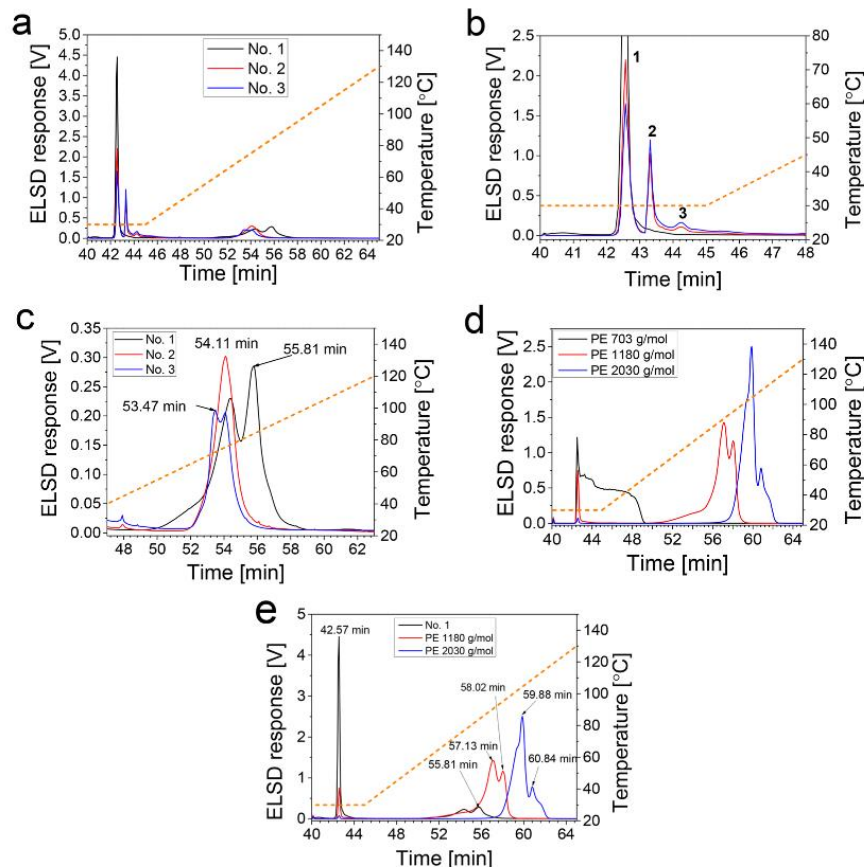 a
ELSD response [V]
5.0
4.5
4.0
3.5
3.0
2.5
2.0
1.5
1.0
0.5
0.0
No. 1
No. 2
No. 3
140
120
100
80
60
40
20
Temperature [°C]
40 42 44 46 48 50 52 54 56 58 60 62 64
Time [min]
b
ELSD response [V]
2.5
2.0
1.5
1.0
0.5
0.0
1
2
3
80
70
60
50
40
30
20
Temperature [°C]
40 41 42 43 44 45 46 47 48
Time [min]
c
ELSD response [V]
0.35
0.30
0.25
0.20
0.15
0.10
0.05
0.00
No. 1
No. 2
No. 3
54.11 min
55.81 min
53.47 min
140
120
100
80
60
40
20
Temperature [°C]
48 50 52 54 56 58 60 62
Time [min]
d
ELSD response [V]
2.5
2.0
1.5
1.0
0.5
0.0
PE 703 g/mol
PE 1180 g/mol
PE 2030 g/mol
140
120
100
80
60
40
20
Temperature [°C]
40 44 48 52 56 60 64
Time [min]
e
ELSD response [V]
5
4
3
2
1
0
42.57 min
No. 1
PE 1180 g/mol
PE 2030 g/mol
58.02 min
59.88 min
57.13 min
55.81 min
60.84 min
140
120
100
80
60
40
20
Temperature [°C]
40 44 48 52 56 60 64
Time [min]